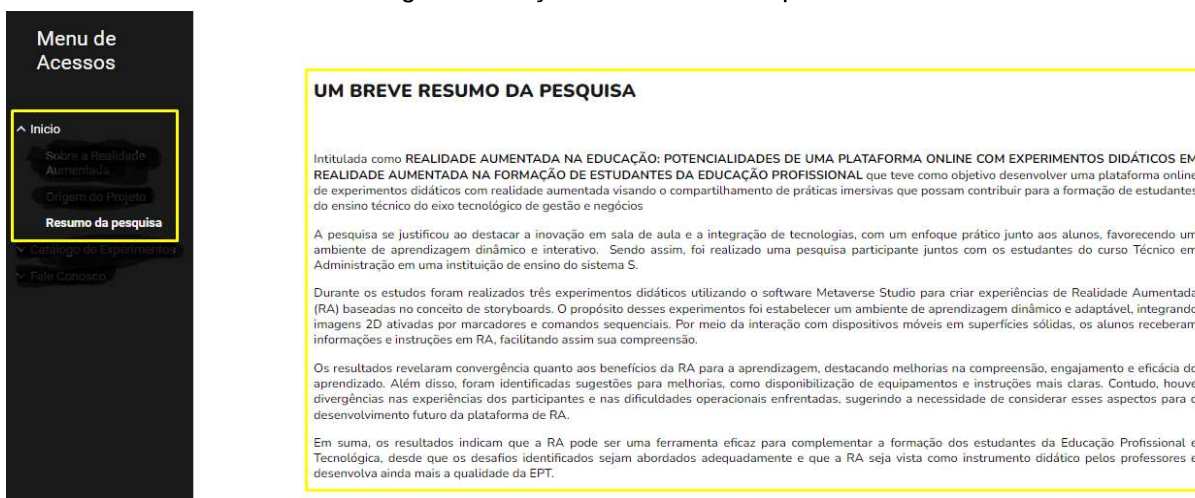 Menu de
Acessos
Inicio
Sobre a Realidade
Aumentada
Origem do Projeto
Resumo da pesquisa
Catálogo de Experimentos
Fale Conosco
UM BREVE RESUMO DA PESQUISA
Intitulada como REALIDADE AUMENTADA NA EDUCAÇÃO: POTENCIALIDADES DE UMA PLATAFORMA ONLINE COM EXPERIMENTOS DIDÁTICOS EM
REALIDADE AUMENTADA NA FORMAÇÃO DE ESTUDANTES DA EDUCAÇÃO PROFISSIONAL que teve como objetivo desenvolver uma plataforma online
de experimentos didáticos com realidade aumentada visando o compartilhamento de práticas imersivas que possam contribuir para a formação de estudantes
do ensino técnico do eixo tecnológico de gestão e negócios
A pesquisa se justificou ao destacar a inovação em sala de aula e a integração de tecnologias, com um enfoque prático junto aos alunos, favorecendo um
ambiente de aprendizagem dinâmico e interativo. Sendo assim, foi realizado uma pesquisa participante juntos com os estudantes do curso Técnico em
Administração em uma instituição de ensino do sistema S.
Durante os estudos foram realizados três experimentos didáticos utilizando o software Metaverse Studio para criar experiências de Realidade Aumentada
(RA) baseadas no conceito de storyboards. O propósito desses experimentos foi estabelecer um ambiente de aprendizagem dinâmico e adaptável, integrando
imagens 2D ativadas por marcadores e comandos sequenciais. Por meio da interação com dispositivos móveis em superfícies sólidas, os alunos receberam
informações e instruções em RA, facilitando assim sua compreensão.
Os resultados revelaram convergência quanto aos benefícios da RA para a aprendizagem, destacando melhorias na compreensão, engajamento e eficácia do
aprendizado. Além disso, foram identificadas sugestões para melhorias, como disponibilização de equipamentos e instruções mais claras. Contudo, houve
divergências nas experiências dos participantes e nas dificuldades operacionais enfrentadas, sugerindo a necessidade de considerar esses aspectos para o
desenvolvimento futuro da plataforma de RA.
Em suma, os resultados indicam que a RA pode ser uma ferramenta eficaz para complementar a formação dos estudantes da Educação Profissional e
Tecnológica, desde que os desafios identificados sejam abordados adequadamente e que a RA seja vista como instrumento didático pelos professores e
desenvolva ainda mais a qualidade da EPT.